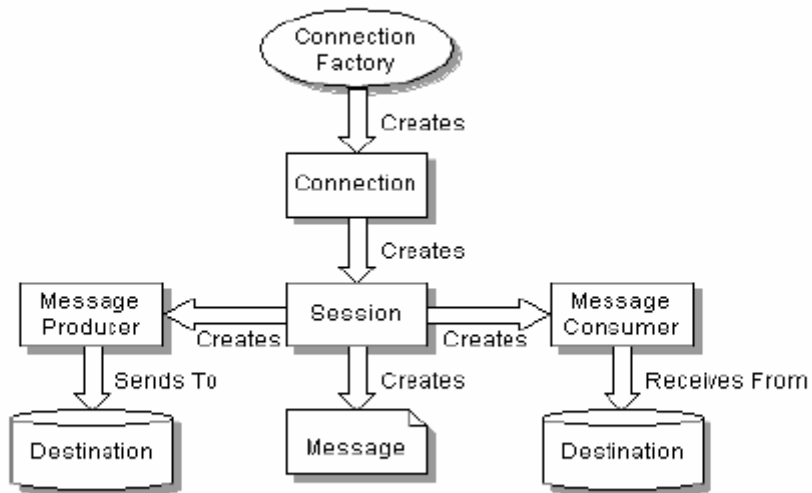 Connection
Factory
Creates
Connection
Creates
Message
Producer
Session
Message
Consumer
Creates
Creates
Sends To
Creates
Receives From
Destination
Message
Destination